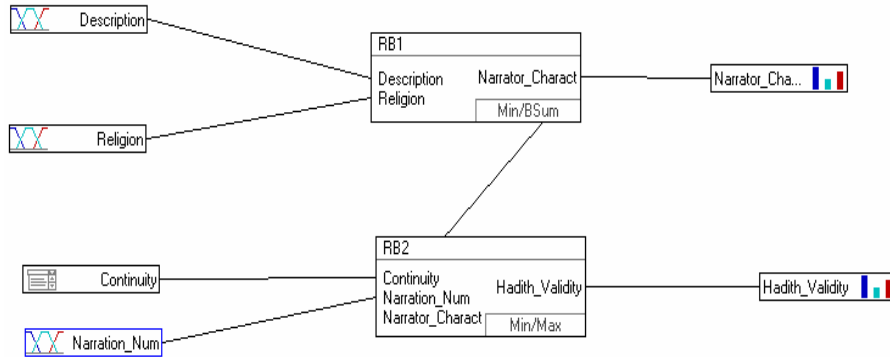 Description
RB1
Description
Narrator_Charact
Religion
Min/BSum
Narrator_Cha...
Religion
RB2
Continuity
Continuity
Hadith_Validity
Narration_Num
Narrator_Charact
Min/Max
Hadith_Validity
Narration_Num